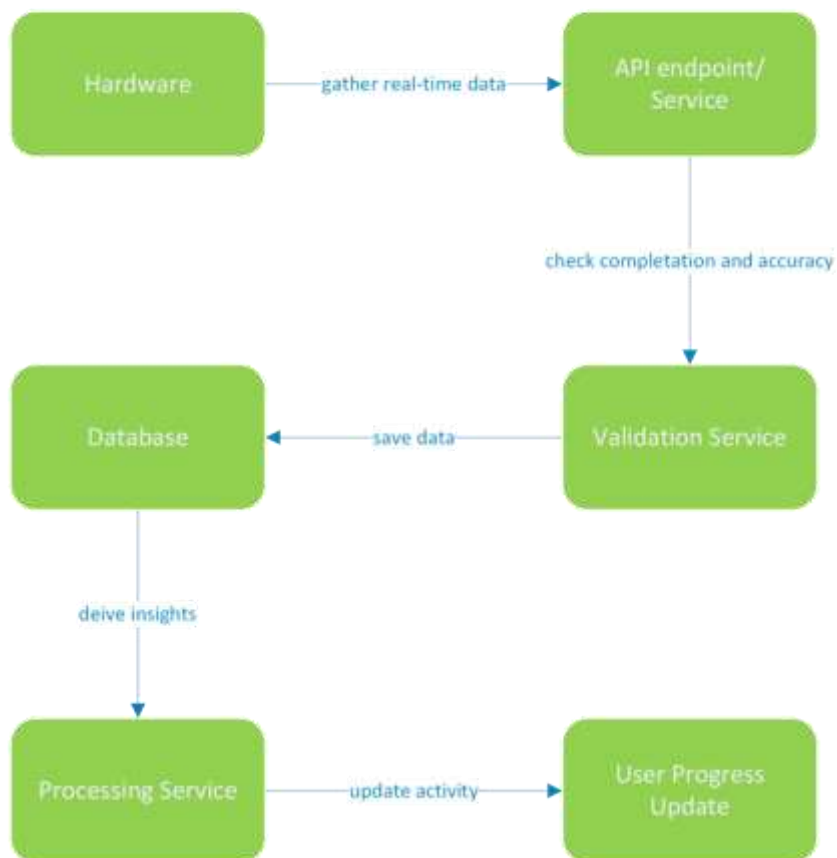 Hardware
gather real-time data
API endpoint/
Service
check completation and accuracy
Database
save data
Validation Service
deive insights
Processing Service
update activity
User Progress
Update